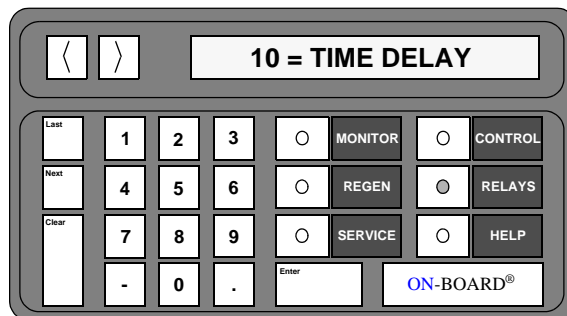 〈 〉 10 = TIME DELAY
Last 1 2 3 MONITOR CONTROL
Next 4 5 6 REGEN RELAYS
Clear 7 8 9 SERVICE HELP
- 0 . Enter ON-BOARD®